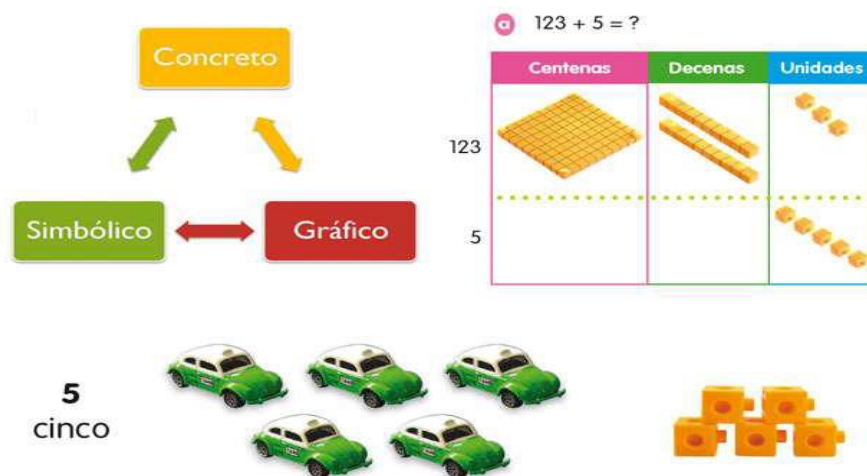 Concreto
Simbólico
Gráfico
a 123 + 5 = ?
Centenas Decenas Unidades
123
5
5
cinco